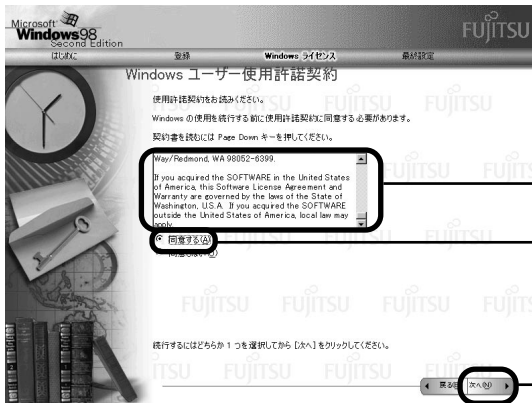 Microsoft
Windows98
Second Edition
FUJITSU
はじめに 登録 Windows ライセンス 最終設定
Windows ユーザー使用許諾契約
使用許諾契約をお読みください。
Windows の使用を続行する前に使用許諾契約に同意する必要があります。
契約書を読むには Page Down キーを押してください。
Way/Redmond, WA 98052-6399.
If you acquired the SOFTWARE in the United States
of America, this Software License Agreement and
Warranty are governed by the laws of the State of
Washington, U.S.A. If you acquired the SOFTWARE
outside the United States of America, local law may
apply.
同意する(A)
同意しない(D)
続行するにはどちらか 1 つを選択してから [次へ] をクリックしてください。
戻る(B) 次へ(N)